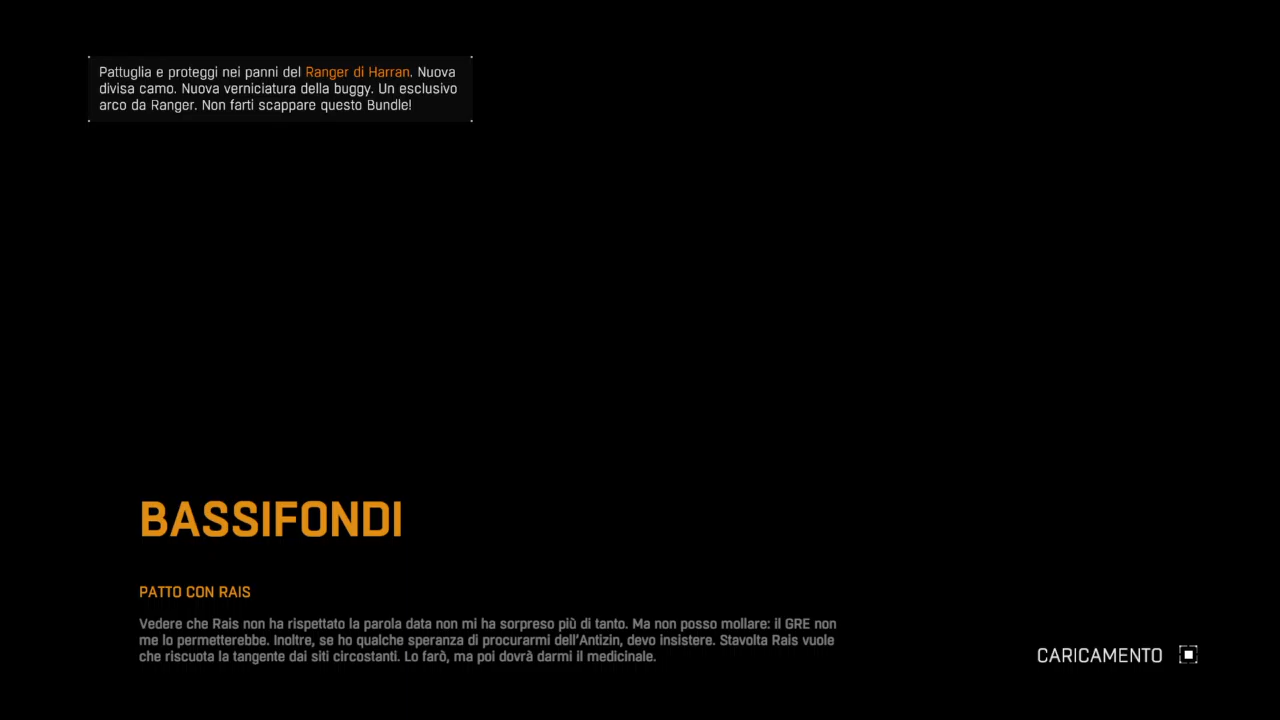 Pattuglia e proteggi nei panni del Ranger di Harran. Nuova
divisa camo. Nuova verniciatura della buggy. Un esclusivo
arco da Ranger. Non farti scappare questo Bundle!
BASSIFONDI
PATTO CON RAIS
Vedere che Rais non ha rispettato la parola data non mi ha sorpreso più di tanto. Ma non posso mollare: il GRE non
me lo permetterebbe. Inoltre, se ho qualche speranza di procurarmi dell'Antizin, devo insistere. Stavolta Rais vuole
che riscuota la tangente dai siti circostanti. Lo farò, ma poi dovrà darmi il medicinale.
CARICAMENTO